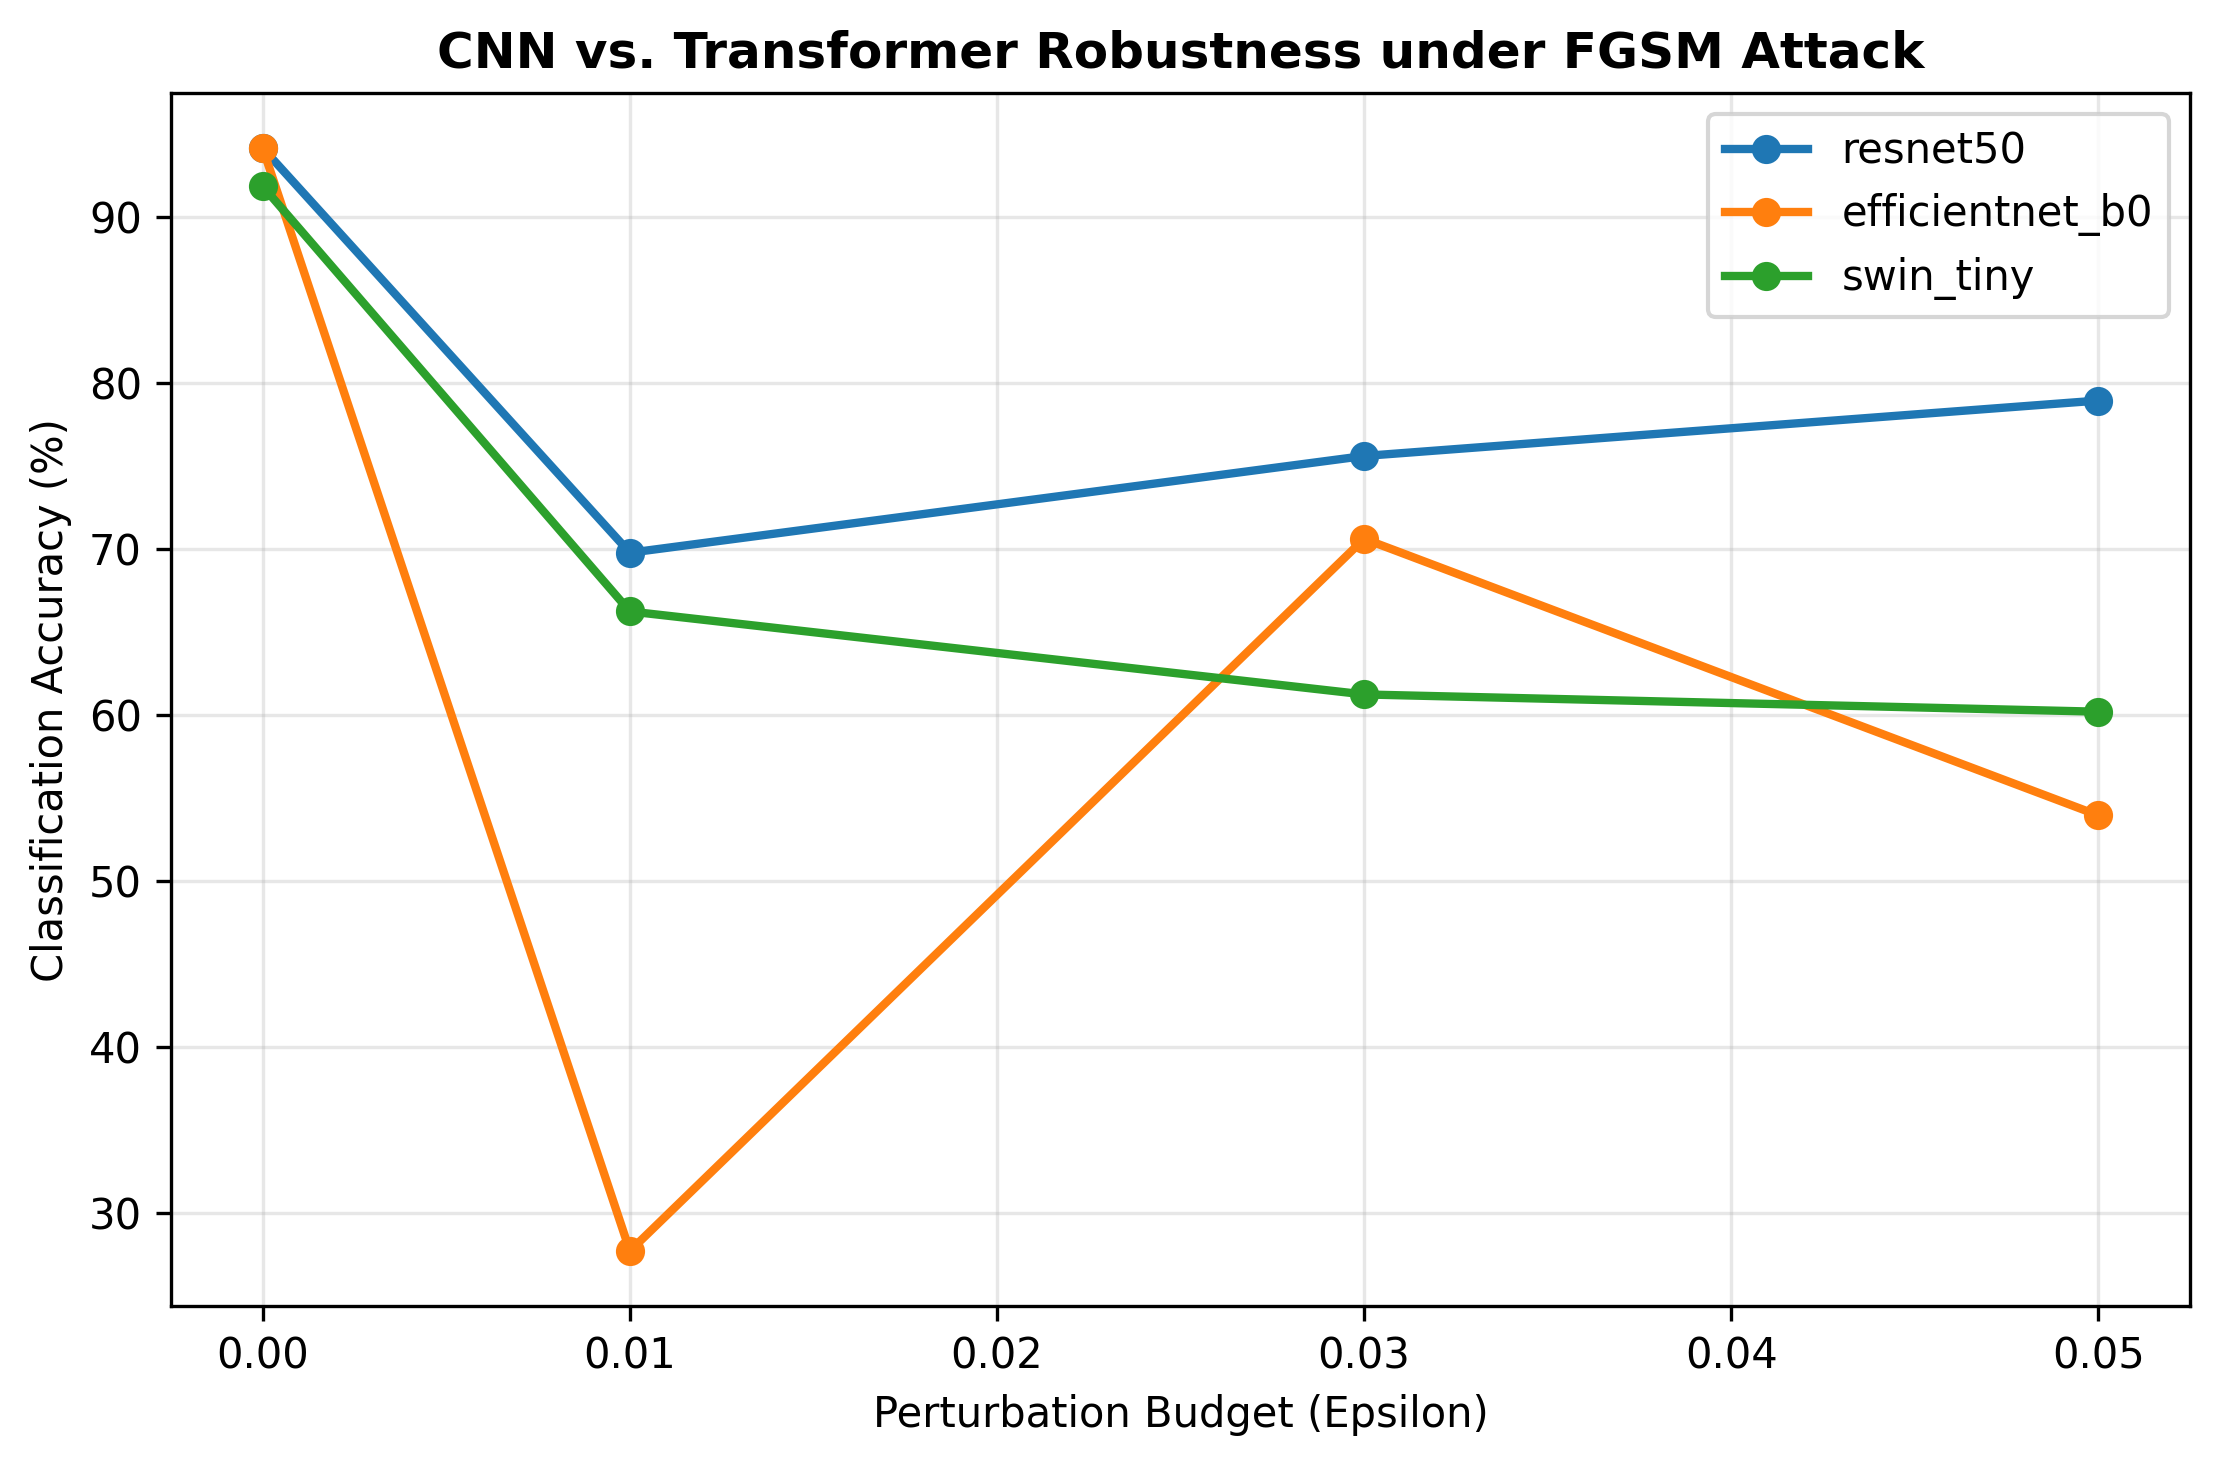 CNN vs. Transformer Robustness under FGSM Attack
resnet50
efficientnet_b0
swin_tiny
Classification Accuracy (%)
90
80
70
60
50
40
30
0.00 0.01 0.02 0.03 0.04 0.05
Perturbation Budget (Epsilon)